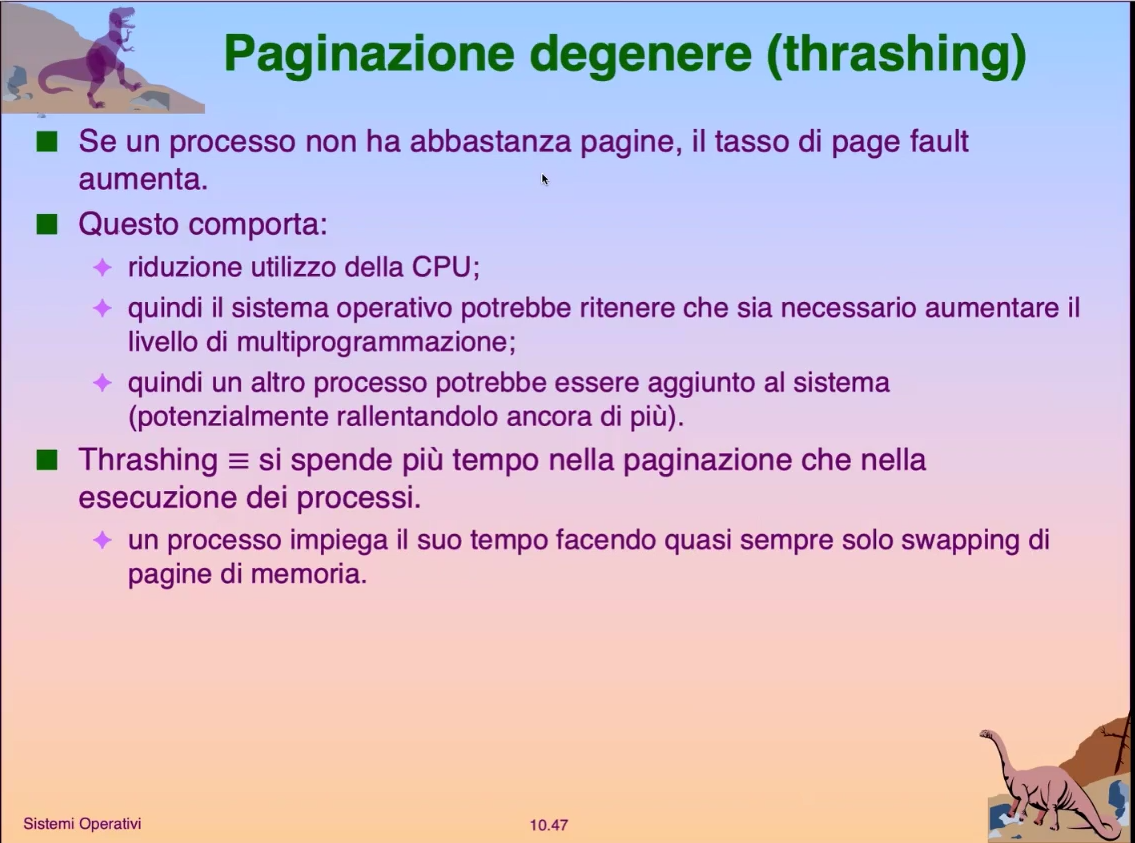 Paginazione degenere (thrashing)
Se un processo non ha abbastanza pagine, il tasso di page fault
aumenta.
Questo comporta:
riduzione utilizzo della CPU;
quindi il sistema operativo potrebbe ritenere che sia necessario aumentare il
livello di multiprogrammazione;
quindi un altro processo potrebbe essere aggiunto al sistema
(potenzialmente rallentandolo ancora di più).
Thrashing ≡ si spende più tempo nella paginazione che nella
esecuzione dei processi.
un processo impiega il suo tempo facendo quasi sempre solo swapping di
pagine di memoria.
Sistemi Operativi
10.47